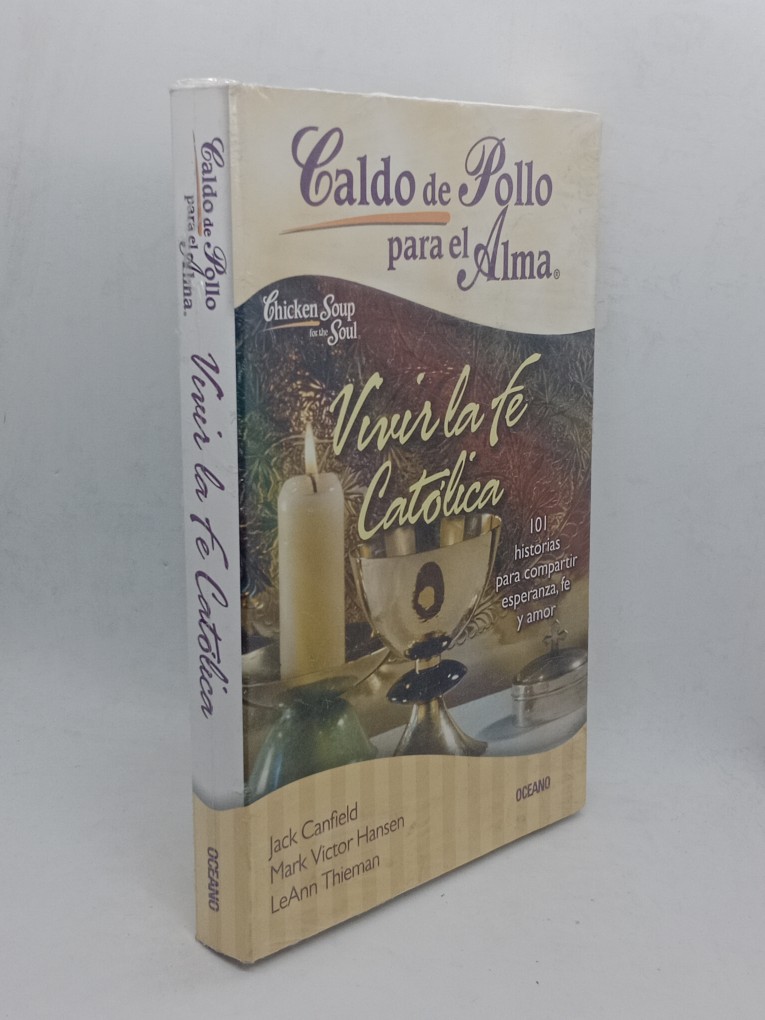 Caldo de Pollo
para el Alma®
Vivir la Fe Católica
OCEANO
Caldo de Pollo
para el Alma®
Chicken Soup
for the
Soul
Vivir la fe
Católica
101
historias
para compartir
esperanza, fe
y amor
OCEANO
Jack Canfield
Mark Victor Hansen
LeAnn Thieman